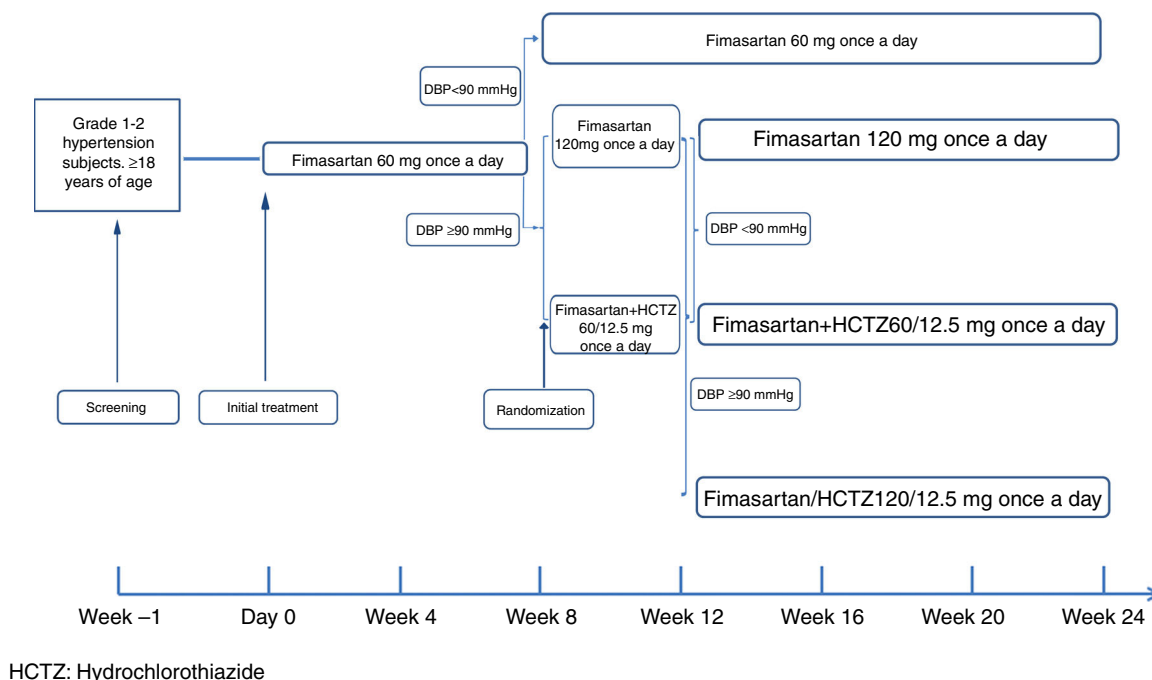 Fimasartan 60 mg once a day
DBP<90 mmHg
Grade 1-2
hypertension
subjects. ≥18
years of age
Fimasartan 60 mg once a day
Fimasartan
120mg once a day
Fimasartan 120 mg once a day
DBP ≥90 mmHg
DBP <90 mmHg
Fimasartan+HCTZ
60/12.5 mg
once a day
Fimasartan+HCTZ60/12.5 mg once a day
Screening
Initial treatment
Randomization
DBP ≥90 mmHg
Fimasartan/HCTZ120/12.5 mg once a day
Week –1
Day 0
Week 4
Week 8
Week 12
Week 16
Week 20
Week 24
HCTZ: Hydrochlorothiazide